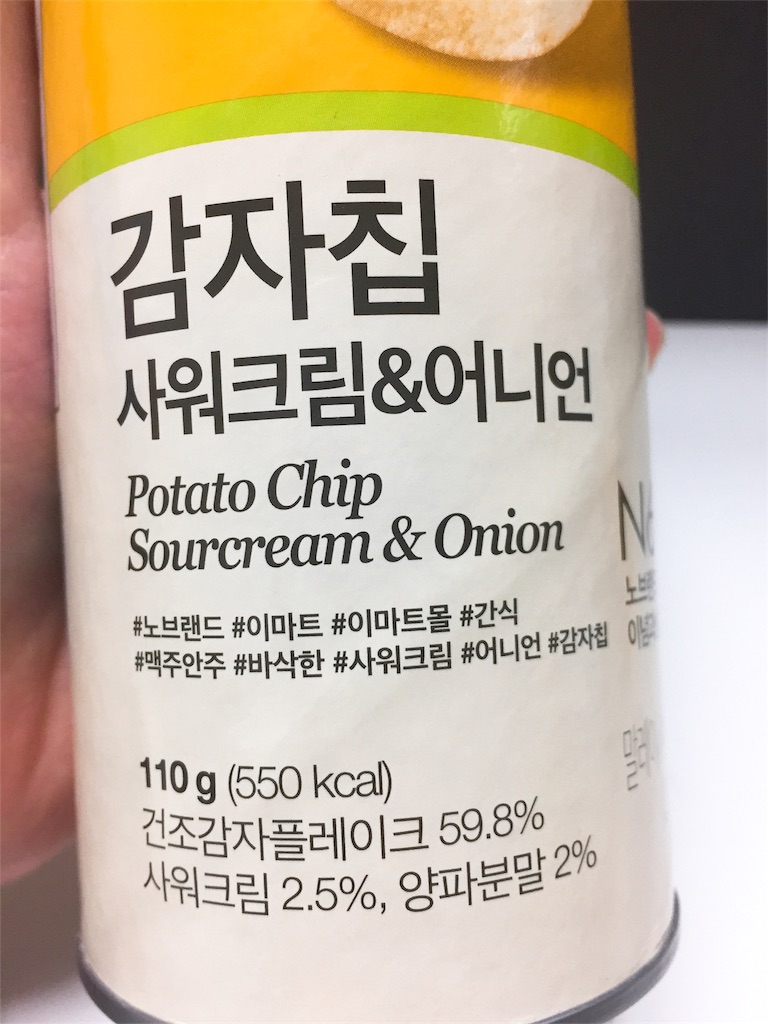 감자칩
사워크림&어니언
Potato Chip
Sourcream & Onion
#노브랜드 #이마트 #이마트몰 #간식
#맥주안주 #바삭한 #사워크림 #어니언 #감자칩
110 g (550 kcal)
건조감자플레이크 59.8%
사워크림 2.5%, 양파분말 2%